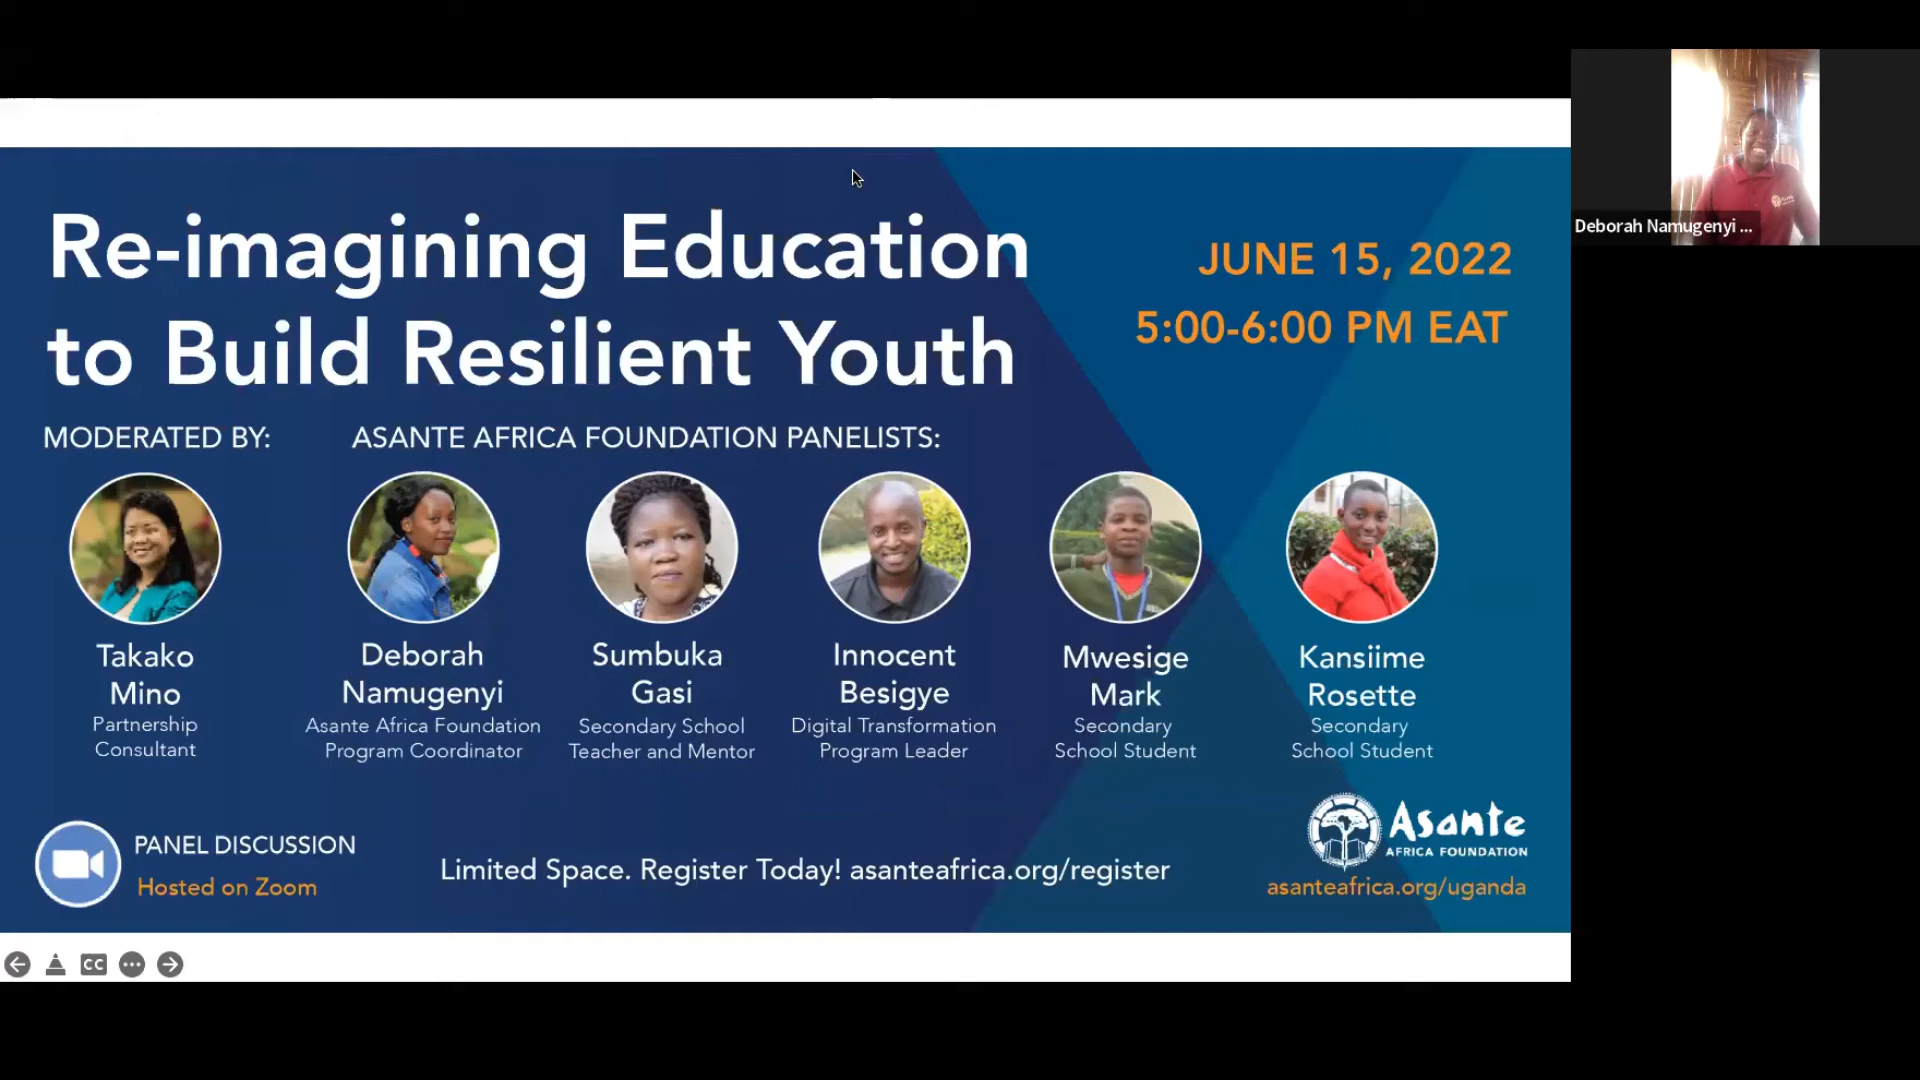 Re-imagining Education
to Build Resilient Youth
JUNE 15, 2022
5:00-6:00 PM EAT
MODERATED BY:
ASANTE AFRICA FOUNDATION PANELISTS:
Takako
Mino
Partnership
Consultant
Deborah
Namugenyi
Asante Africa Foundation
Program Coordinator
Sumbuka
Gasi
Secondary School
Teacher and Mentor
Innocent
Besigye
Digital Transformation
Program Leader
Mwesige
Mark
Secondary
School Student
Kansiime
Rosette
Secondary
School Student
PANEL DISCUSSION
Hosted on Zoom
Limited Space. Register Today! asanteafrica.org/register
Asante
AFRICA FOUNDATION
asanteafrica.org/uganda
CC
Deborah Namugenyi ...